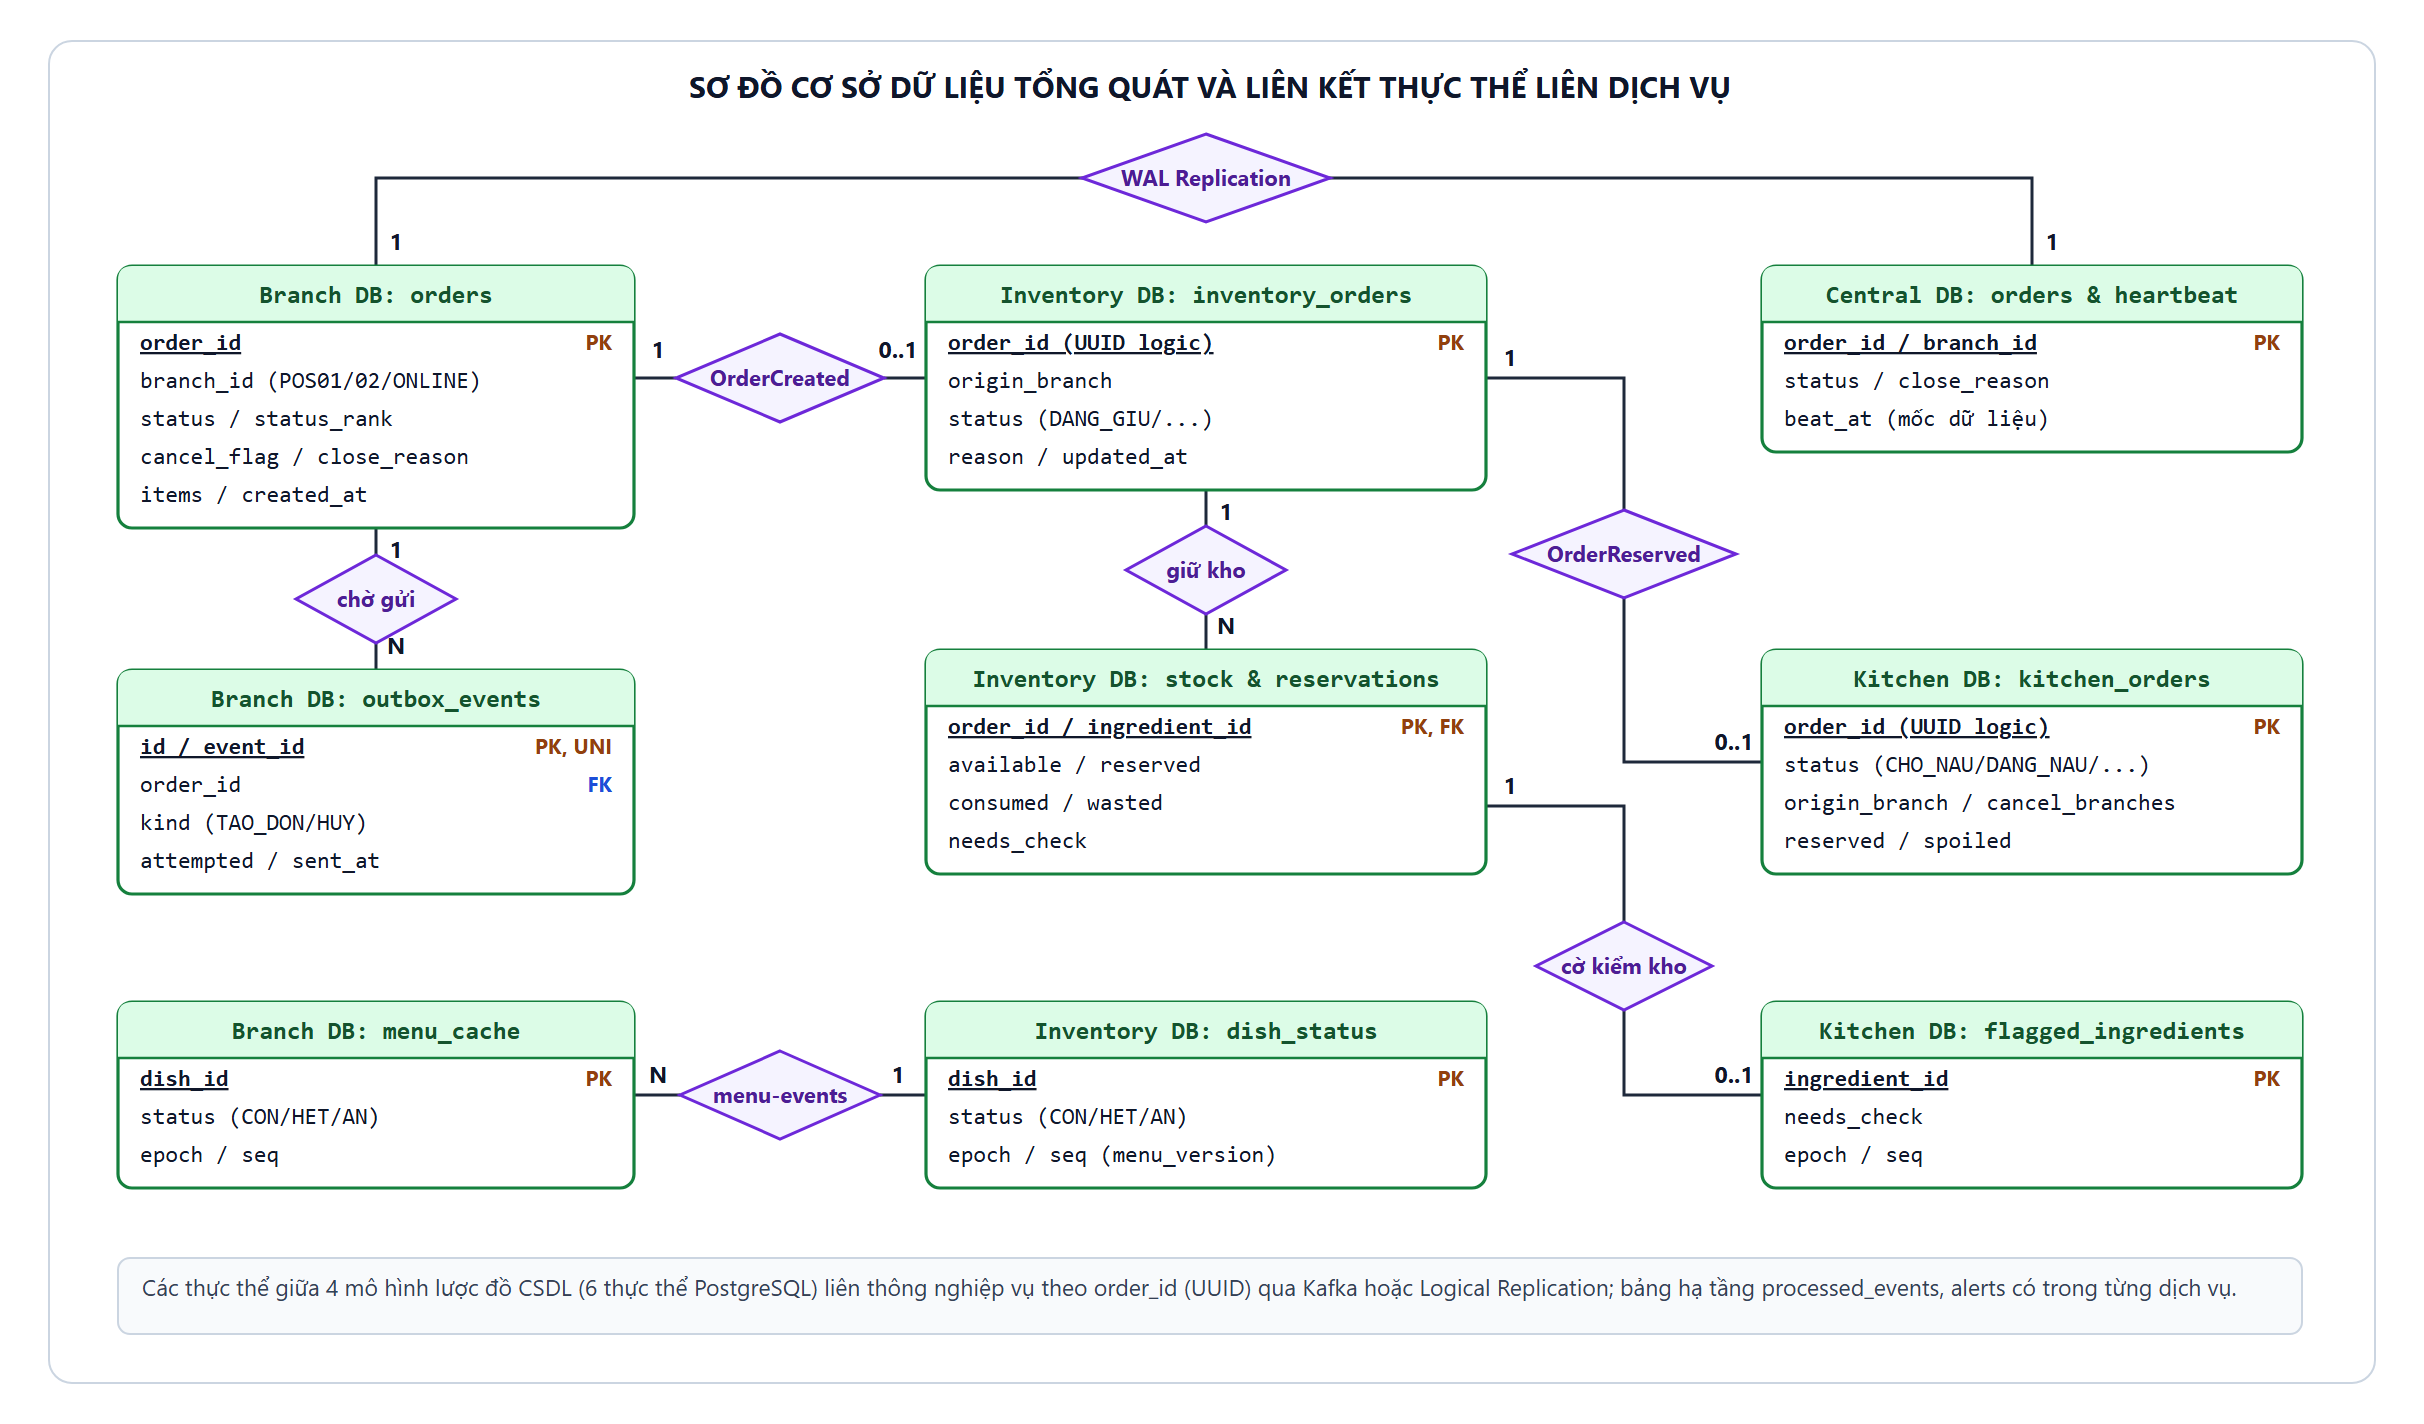 SƠ ĐỒ CƠ SỞ DỮ LIỆU TỔNG QUÁT VÀ LIÊN KẾT THỰC THỂ LIÊN DỊCH VỤ
WAL Replication
1
1
Branch DB: orders
order_id PK
branch_id (POS01/02/ONLINE)
status / status_rank
cancel_flag / close_reason
items / created_at
1
OrderCreated
0..1
Inventory DB: inventory_orders
order_id (UUID logic) PK
origin_branch
status (DANG_GIU/...)
reason / updated_at
1
Central DB: orders & heartbeat
order_id / branch_id PK
status / close_reason
beat_at (mốc dữ liệu)
1
chờ gửi
N
1
giữ kho
N
OrderReserved
0..1
Branch DB: outbox_events
id / event_id PK, UNI
order_id FK
kind (TAO_DON/HUY)
attempted / sent_at
Inventory DB: stock & reservations
order_id / ingredient_id PK, FK
available / reserved
consumed / wasted
needs_check
1
Kitchen DB: kitchen_orders
order_id (UUID logic) PK
status (CHO_NAU/DANG_NAU/...)
origin_branch / cancel_branches
reserved / spoiled
cờ kiểm kho
0..1
Branch DB: menu_cache
dish_id PK
status (CON/HET/AN)
epoch / seq
N
menu-events
1
Inventory DB: dish_status
dish_id PK
status (CON/HET/AN)
epoch / seq (menu_version)
Kitchen DB: flagged_ingredients
ingredient_id PK
needs_check
epoch / seq
Các thực thể giữa 4 mô hình lược đồ CSDL (6 thực thể PostgreSQL) liên thông nghiệp vụ theo order_id (UUID) qua Kafka hoặc Logical Replication; bảng hạ tầng processed_events, alerts có trong từng dịch vụ.